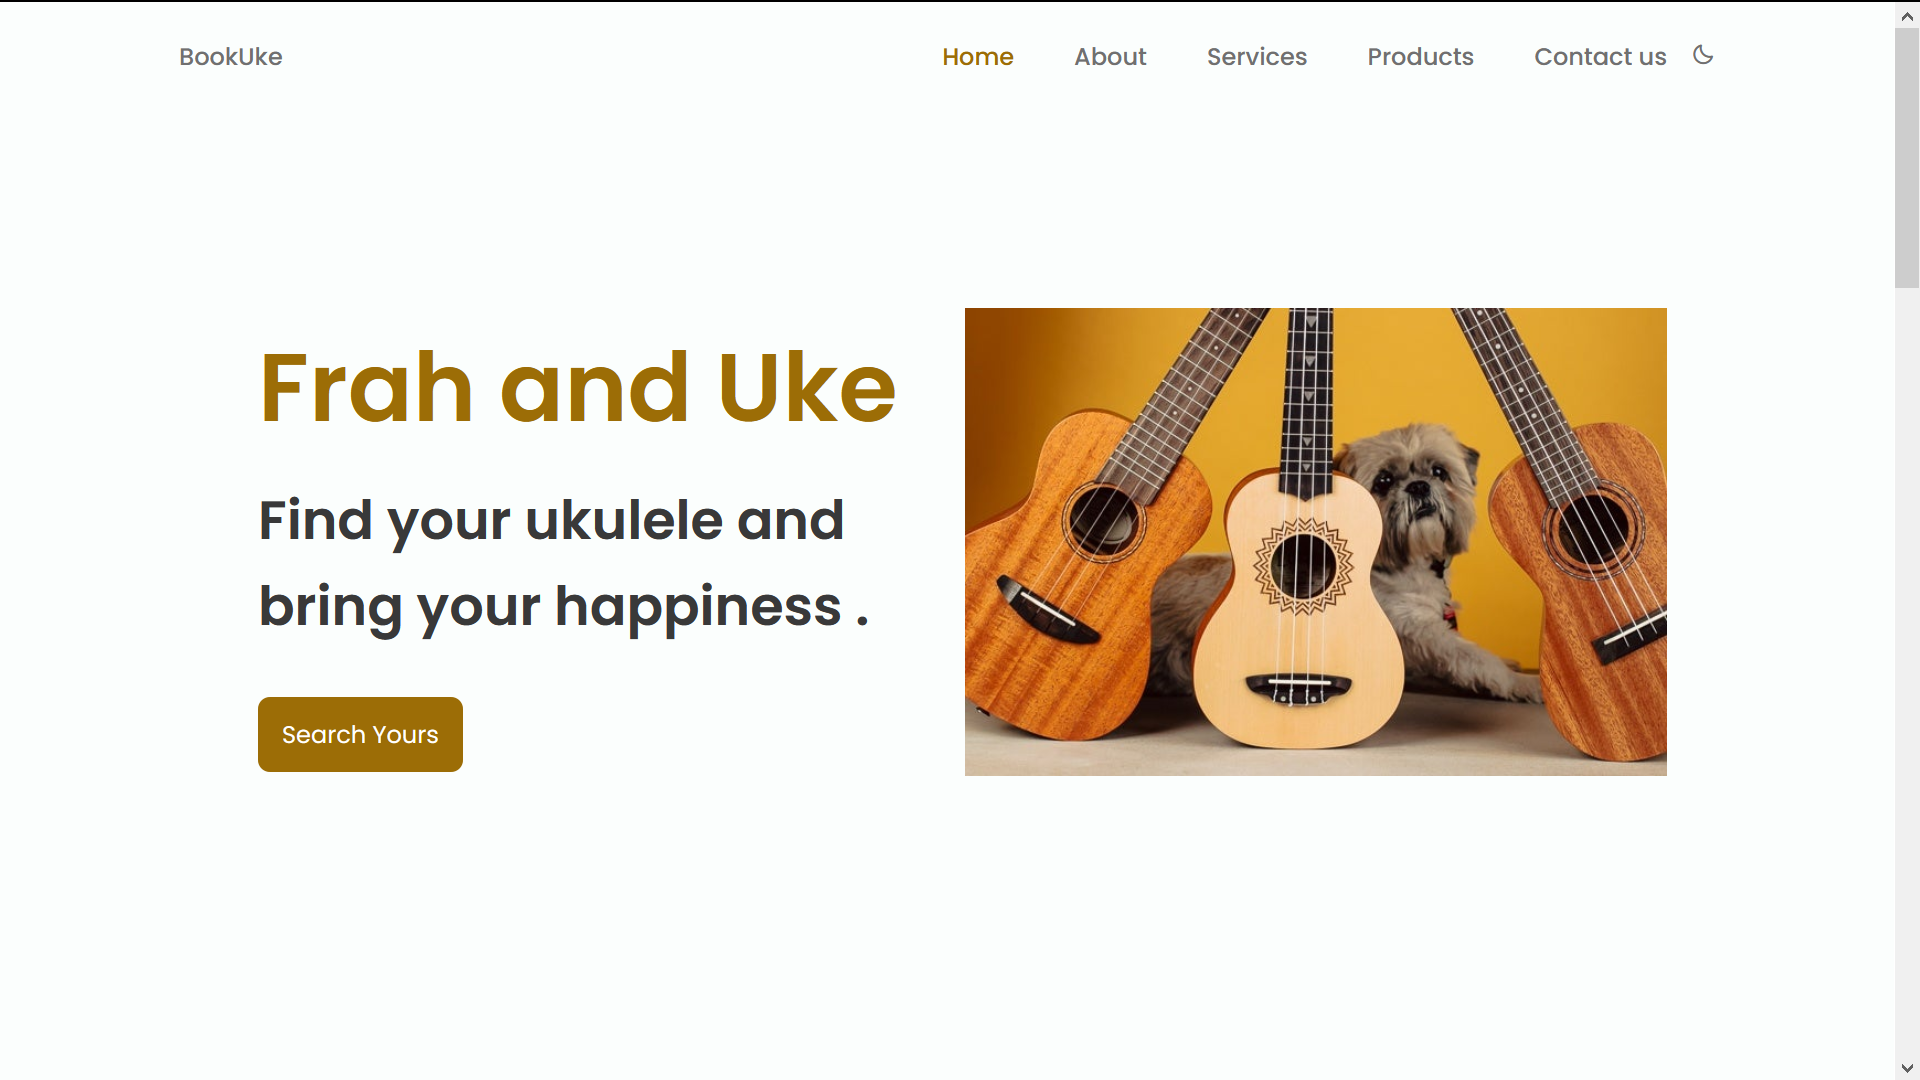 BookUke
Home
About
Services
Products
Contact us
Frah and Uke
Find your ukulele and
bring your happiness .
Search Yours